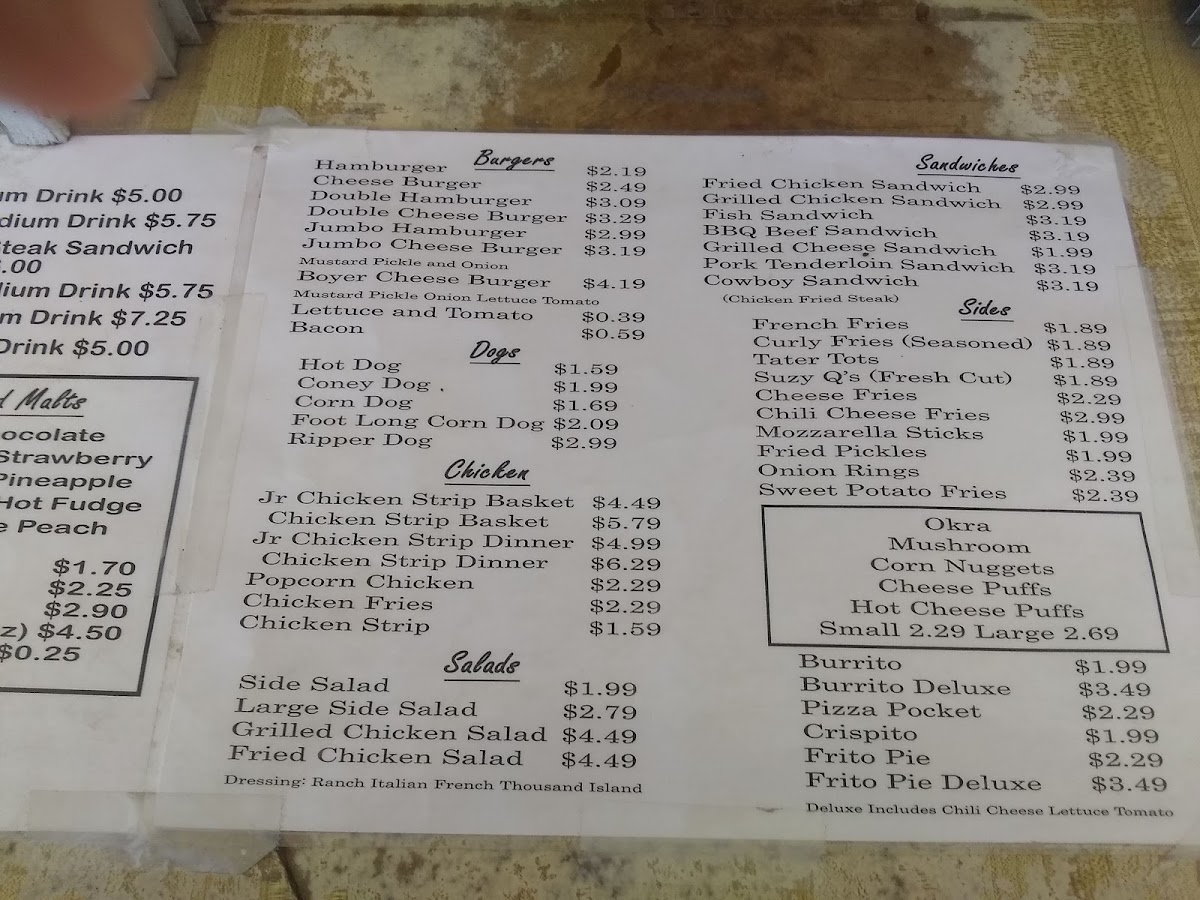 Drink $5.00
Drink $5.75
Steak Sandwich
.00
Drink $5.75
Drink $7.25
Drink $5.00
Malts
Strawberry
Pineapple
Hot Fudge
Peach
$1.70
$2.25
$2.90
$4.50
$0.25
Burgers
Hamburger $2.19
Cheese Burger $2.49
Double Hamburger $3.09
Double Cheese Burger $3.29
Jumbo Hamburger $2.99
Jumbo Cheese Burger $3.19
Mustard Pickle and Onion
Boyer Cheese Burger $4.19
Mustard Pickle Onion Lettuce Tomato
Lettuce and Tomato $0.39
Bacon $0.59
Dogs
Hot Dog $1.59
Coney Dog $1.99
Corn Dog $1.69
Foot Long Corn Dog $2.09
Ripper Dog $2.99
Chicken
Jr Chicken Strip Basket $4.49
Chicken Strip Basket $5.79
Jr Chicken Strip Dinner $4.99
Chicken Strip Dinner $6.29
Popcorn Chicken $2.29
Chicken Fries $2.29
Chicken Strip $1.59
Salads
Side Salad $1.99
Large Side Salad $2.79
Grilled Chicken Salad $4.49
Fried Chicken Salad $4.49
Dressing: Ranch Italian French Thousand Island
Sandwiches
Fried Chicken Sandwich $2.99
Grilled Chicken Sandwich $2.99
Fish Sandwich $3.19
BBQ Beef Sandwich $3.19
Grilled Cheese Sandwich $1.99
Pork Tenderloin Sandwich $3.19
Cowboy Sandwich $3.19
(Chicken Fried Steak)
Sides
French Fries $1.89
Curly Fries (Seasoned) $1.89
Tater Tots $1.89
Suzy Q's (Fresh Cut) $1.89
Cheese Fries $2.29
Chili Cheese Fries $2.99
Mozzarella Sticks $1.99
Fried Pickles $1.99
Onion Rings $2.39
Sweet Potato Fries $2.39
Okra
Mushroom
Corn Nuggets
Cheese Puffs
Hot Cheese Puffs
Small 2.29 Large 2.69
Burrito $1.99
Burrito Deluxe $3.49
Pizza Pocket $2.29
Crispito $1.99
Frito Pie $2.29
Frito Pie Deluxe $3.49
Deluxe Includes Chili Cheese Lettuce Tomato